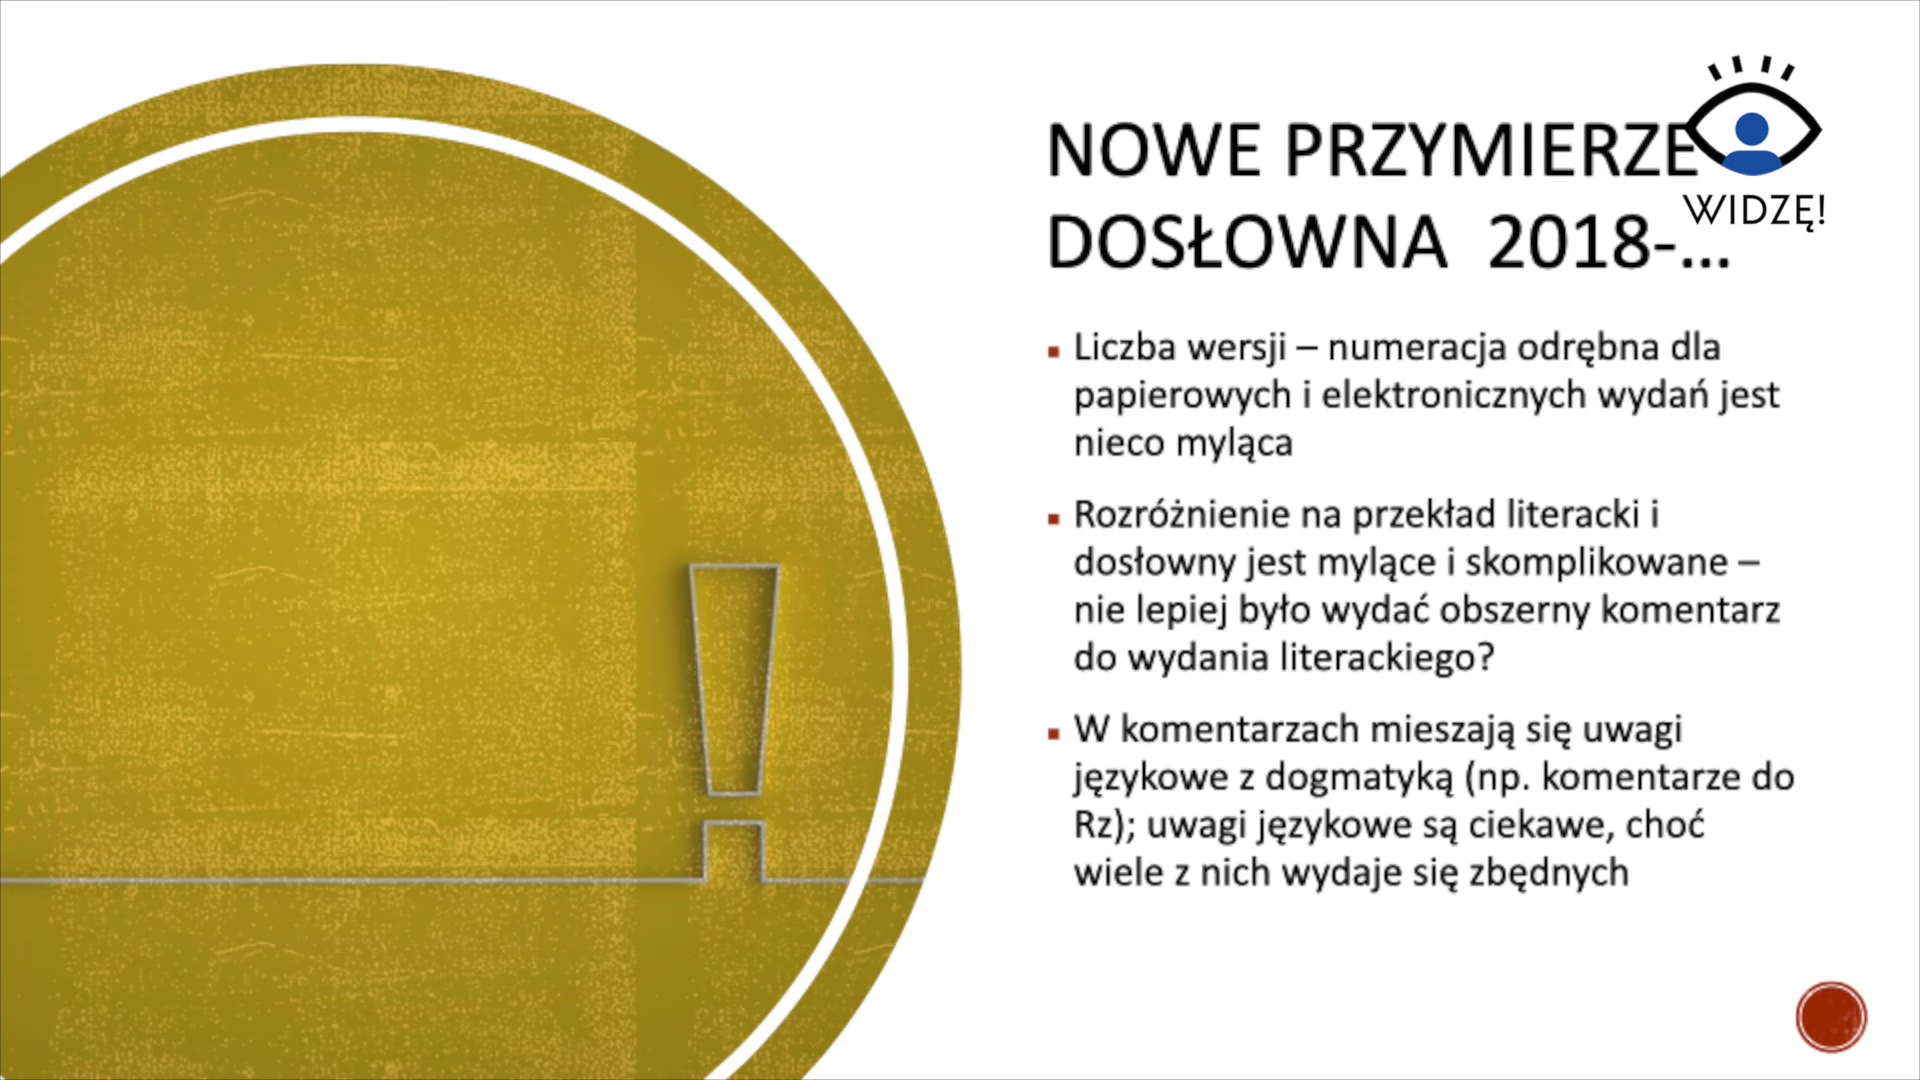 NOWE PRZYMIERZE
DOSŁOWNA 2018-...
WIDZĘ!
Liczba wersji – numeracja odrębna dla
papierowych i elektronicznych wydań jest
nieco myląca
Rozróżnienie na przekład literacki i
dosłowny jest mylące i skomplikowane –
nie lepiej było wydać obszerny komentarz
do wydania literackiego?
W komentarzach mieszają się uwagi
językowe z dogmatyką (np. komentarze do
Rz); uwagi językowe są ciekawe, choć
wiele z nich wydaje się zbędnych